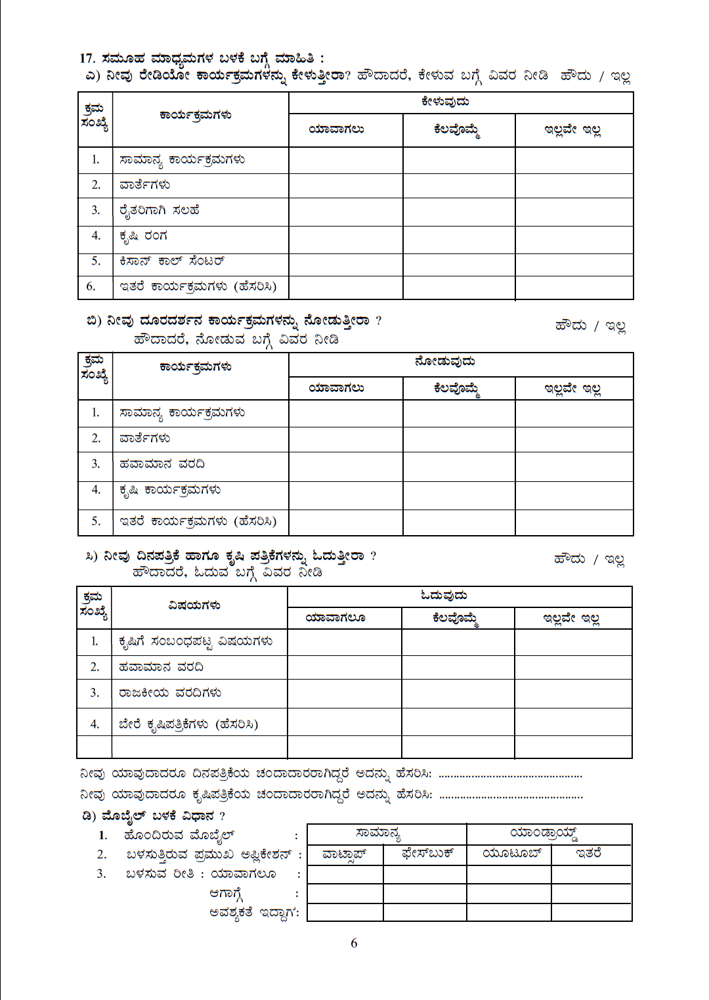 17. ಸಮೂಹ ಮಾಧ್ಯಮಗಳ ಬಳಕೆ ಬಗ್ಗೆ ಮಾಹಿತಿ :
ಎ) ನೀವು ರೇಡಿಯೋ ಕಾರ್ಯಕ್ರಮಗಳನ್ನು ಕೇಳುತ್ತೀರಾ? ಹೌದಾದರೆ, ಕೇಳುವ ಬಗ್ಗೆ ವಿವರ ನೀಡಿ ಹೌದು / ಇಲ್ಲ
ಕ್ರಮ ಸಂಖ್ಯೆ ಕಾರ್ಯಕ್ರಮಗಳು ಕೇಳುವುದು
ಯಾವಾಗಲು ಕೆಲವೊಮ್ಮೆ ಇಲ್ಲವೇ ಇಲ್ಲ
1. ಸಾಮಾನ್ಯ ಕಾರ್ಯಕ್ರಮಗಳು
2. ವಾರ್ತೆಗಳು
3. ರೈತರಿಗಾಗಿ ಸಲಹೆ
4. ಕೃಷಿ ರಂಗ
5. ಕಿಸಾನ್ ಕಾಲ್ ಸೆಂಟರ್
6. ಇತರೆ ಕಾರ್ಯಕ್ರಮಗಳು (ಹೆಸರಿಸಿ)
ಬಿ) ನೀವು ದೂರದರ್ಶನ ಕಾರ್ಯಕ್ರಮಗಳನ್ನು ನೋಡುತ್ತೀರಾ ? ಹೌದು / ಇಲ್ಲ
ಹೌದಾದರೆ, ನೋಡುವ ಬಗ್ಗೆ ವಿವರ ನೀಡಿ
ಕ್ರಮ ಸಂಖ್ಯೆ ಕಾರ್ಯಕ್ರಮಗಳು ನೋಡುವುದು
ಯಾವಾಗಲು ಕೆಲವೊಮ್ಮೆ ಇಲ್ಲವೇ ಇಲ್ಲ
1. ಸಾಮಾನ್ಯ ಕಾರ್ಯಕ್ರಮಗಳು
2. ವಾರ್ತೆಗಳು
3. ಹವಾಮಾನ ವರದಿ
4. ಕೃಷಿ ಕಾರ್ಯಕ್ರಮಗಳು
5. ಇತರೆ ಕಾರ್ಯಕ್ರಮಗಳು (ಹೆಸರಿಸಿ)
ಸಿ) ನೀವು ದಿನಪತ್ರಿಕೆ ಹಾಗೂ ಕೃಷಿ ಪತ್ರಿಕೆಗಳನ್ನು ಓದುತ್ತೀರಾ ? ಹೌದು / ಇಲ್ಲ
ಹೌದಾದರೆ, ಓದುವ ಬಗ್ಗೆ ವಿವರ ನೀಡಿ
ಕ್ರಮ ಸಂಖ್ಯೆ ವಿಷಯಗಳು ಓದುವುದು
ಯಾವಾಗಲೂ ಕೆಲವೊಮ್ಮೆ ಇಲ್ಲವೇ ಇಲ್ಲ
1. ಕೃಷಿಗೆ ಸಂಬಂಧಪಟ್ಟ ವಿಷಯಗಳು
2. ಹವಾಮಾನ ವರದಿ
3. ರಾಜಕೀಯ ವರದಿಗಳು
4. ಬೇರೆ ಕೃಷಿಪತ್ರಿಕೆಗಳು (ಹೆಸರಿಸಿ)
ನೀವು ಯಾವುದಾದರೂ ದಿನಪತ್ರಿಕೆಯ ಚಂದಾದಾರರಾಗಿದ್ದರೆ ಅದನ್ನು ಹೆಸರಿಸಿ: ................................................
ನೀವು ಯಾವುದಾದರೂ ಕೃಷಿಪತ್ರಿಕೆಯ ಚಂದಾದಾರರಾಗಿದ್ದರೆ ಅದನ್ನು ಹೆಸರಿಸಿ: ................................................
ಡಿ) ಮೊಬೈಲ್ ಬಳಕೆ ವಿಧಾನ ?
1. ಹೊಂದಿರುವ ಮೊಬೈಲ್ : ಸಾಮಾನ್ಯ ಯಾಂಡ್ರಾಯ್ಡ್
2. ಬಳಸುತ್ತಿರುವ ಪ್ರಮುಖ ಅಪ್ಲಿಕೇಶನ್ : ವಾಟ್ಸಾಪ್ ಫೇಸ್‌ಬುಕ್ ಯೂಟೂಬ್ ಇತರೆ
3. ಬಳಸುವ ರೀತಿ : ಯಾವಾಗಲೂ :
ಆಗಾಗ್ಗೆ :
ಅವಶ್ಯಕತೆ ಇದ್ದಾಗ:
6